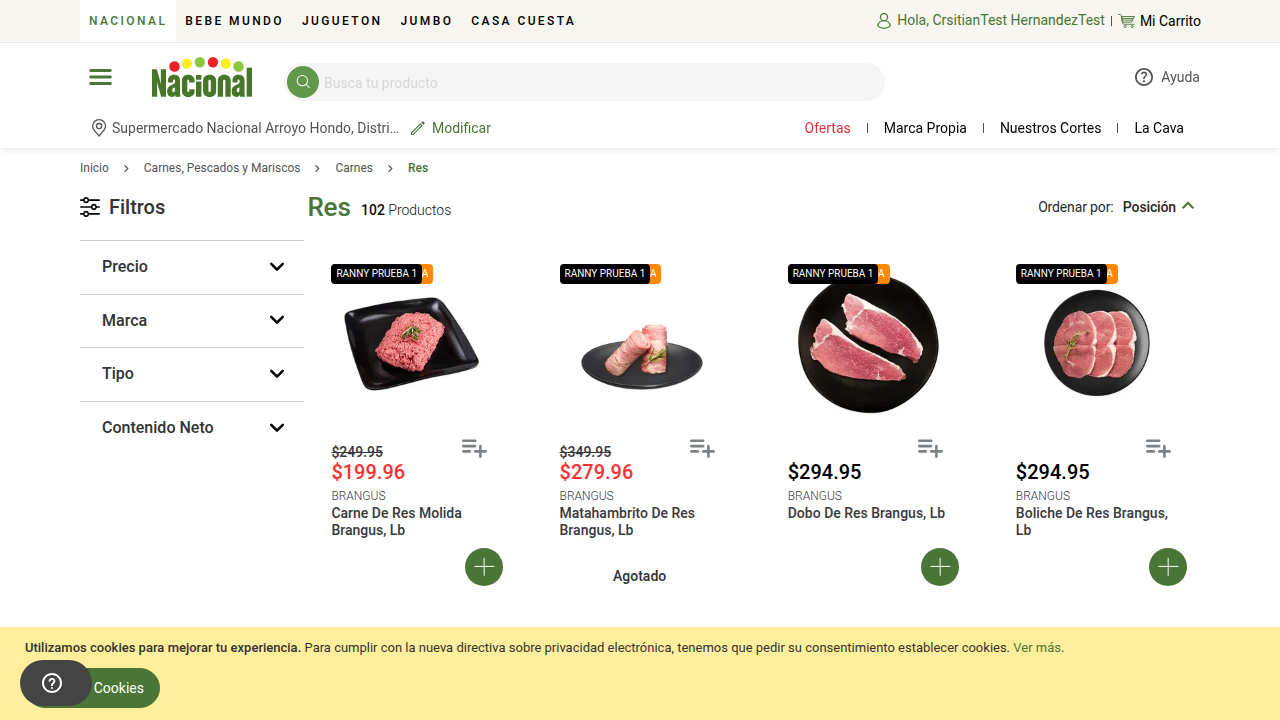 NACIONAL BEBE MUNDO JUGUETON JUMBO CASA CUESTA
Hola, CrsitianTest HernandezTest | Mi Carrito
Nacional
Busca tu producto
Ayuda
Supermercado Nacional Arroyo Hondo, Distri... Modificar
Ofertas | Marca Propia | Nuestros Cortes | La Cava
Inicio > Carnes, Pescados y Mariscos > Carnes > Res
Filtros
Res 102 Productos
Ordenar por: Posición
Precio
Marca
Tipo
Contenido Neto
RANNY PRUEBA 1 A
$249.95
$199.96
BRANGUS
Carne De Res Molida
Brangus, Lb
RANNY PRUEBA 1 A
$349.95
$279.96
BRANGUS
Matahambrito De Res
Brangus, Lb
Agotado
RANNY PRUEBA 1 A
$294.95
BRANGUS
Dobo De Res Brangus, Lb
RANNY PRUEBA 1 A
$294.95
BRANGUS
Boliche De Res Brangus,
Lb
Utilizamos cookies para mejorar tu experiencia. Para cumplir con la nueva directiva sobre privacidad electrónica, tenemos que pedir su consentimiento establecer cookies. Ver más.
Cookies